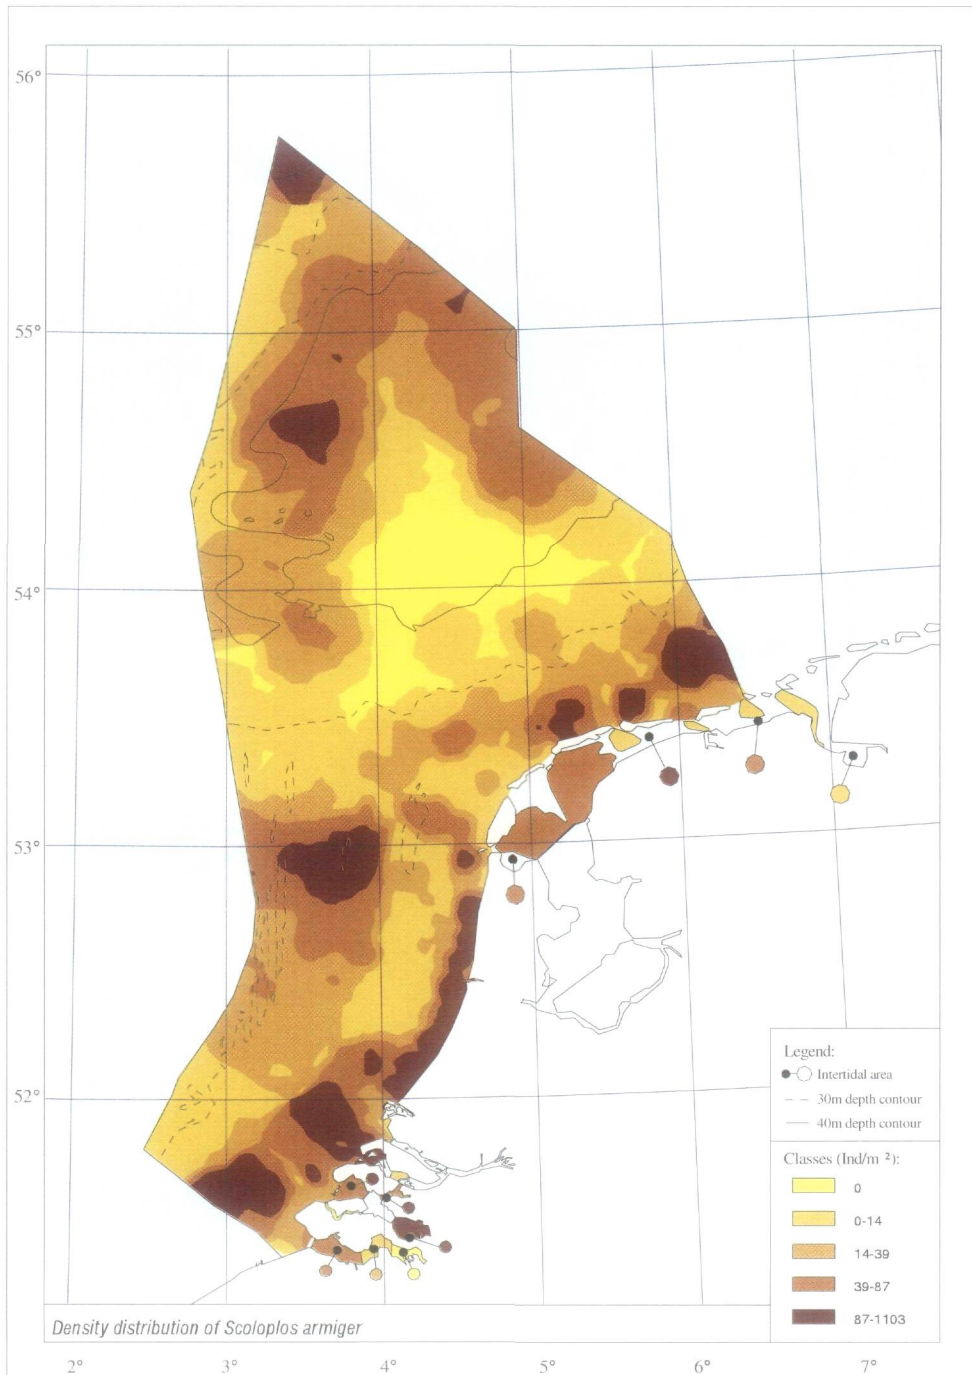 56°
55°
54°
53°
52°
Legend:
Intertidal area
30m depth contour
40m depth contour
Classes (Ind/m ²):
0
0-14
14-39
39-87
87-1103
Density distribution of Scoloplos armiger
2° 3° 4° 5° 6° 7°